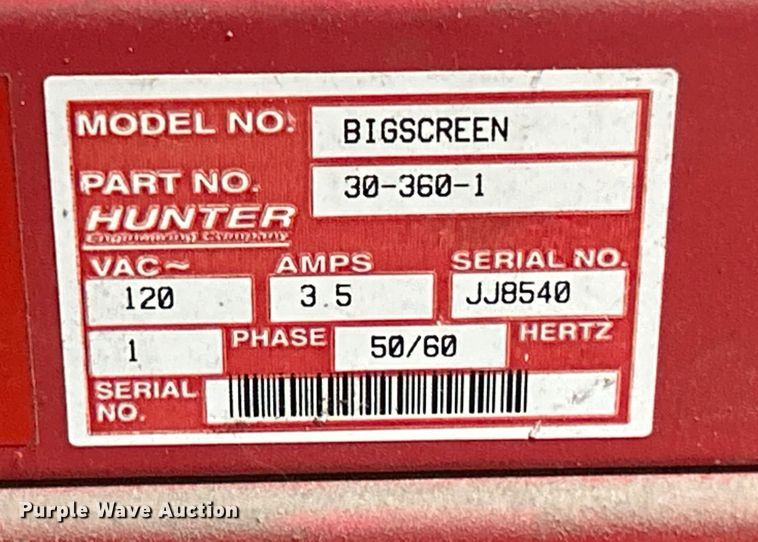 MODEL NO. BIGSCREEN
PART NO. 30-360-1
HUNTER
Engineering Company
VAC~ AMPS SERIAL NO.
120 3.5 JJ8540
1 PHASE 50/60 HERTZ
SERIAL NO.
Purple Wave Auction